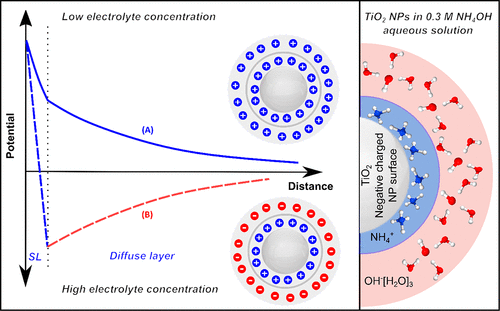 Low electrolyte concentration
Potential
(A)
Distance
(B)
SL
Diffuse layer
High electrolyte concentration
TiO₂ NPs in 0.3 M NH₄OH
aqueous solution
TiO₂
Negative charged
NP surface
NH₄⁺
OH⁻[H₂O]₃